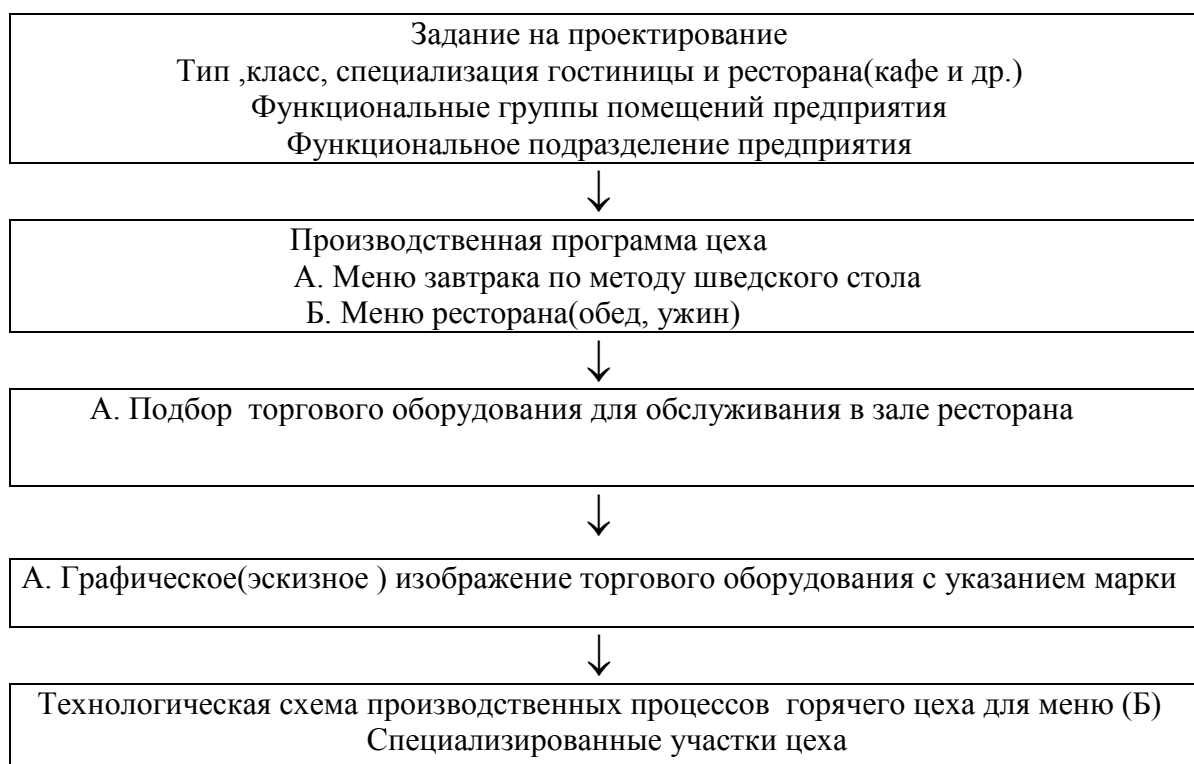 Задание на проектирование
Тип ,класс, специализация гостиницы и ресторана(кафе и др.)
Функциональные группы помещений предприятия
Функциональное подразделение предприятия
Производственная программа цеха
А. Меню завтрака по методу шведского стола
Б. Меню ресторана(обед, ужин)
А. Подбор торгового оборудования для обслуживания в зале ресторана
А. Графическое(эскизное ) изображение торгового оборудования с указанием марки
Технологическая схема производственных процессов горячего цеха для меню (Б)
Специализированные участки цеха